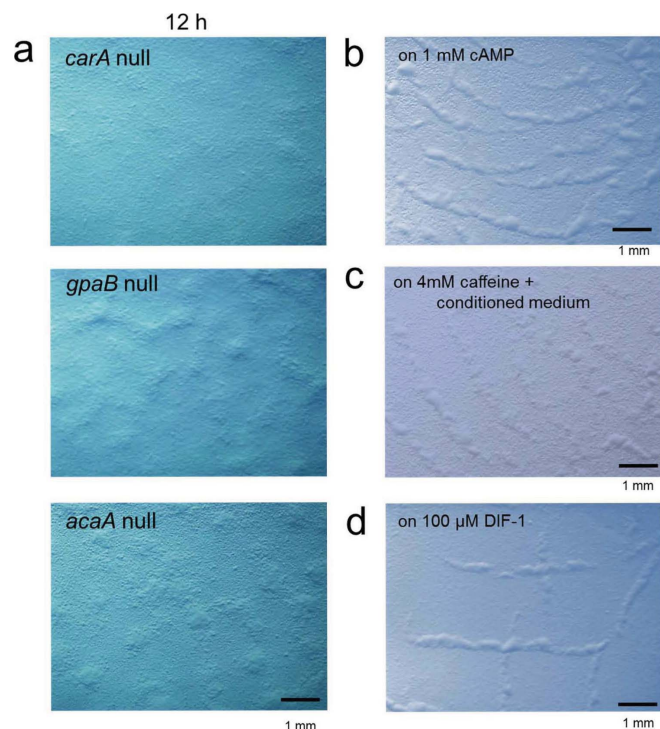 12 h
a
carA null
gpaB null
acaA null
1 mm
b
on 1 mM cAMP
1 mm
c
on 4mM caffeine +
conditioned medium
1 mm
d
on 100 µM DIF-1
1 mm